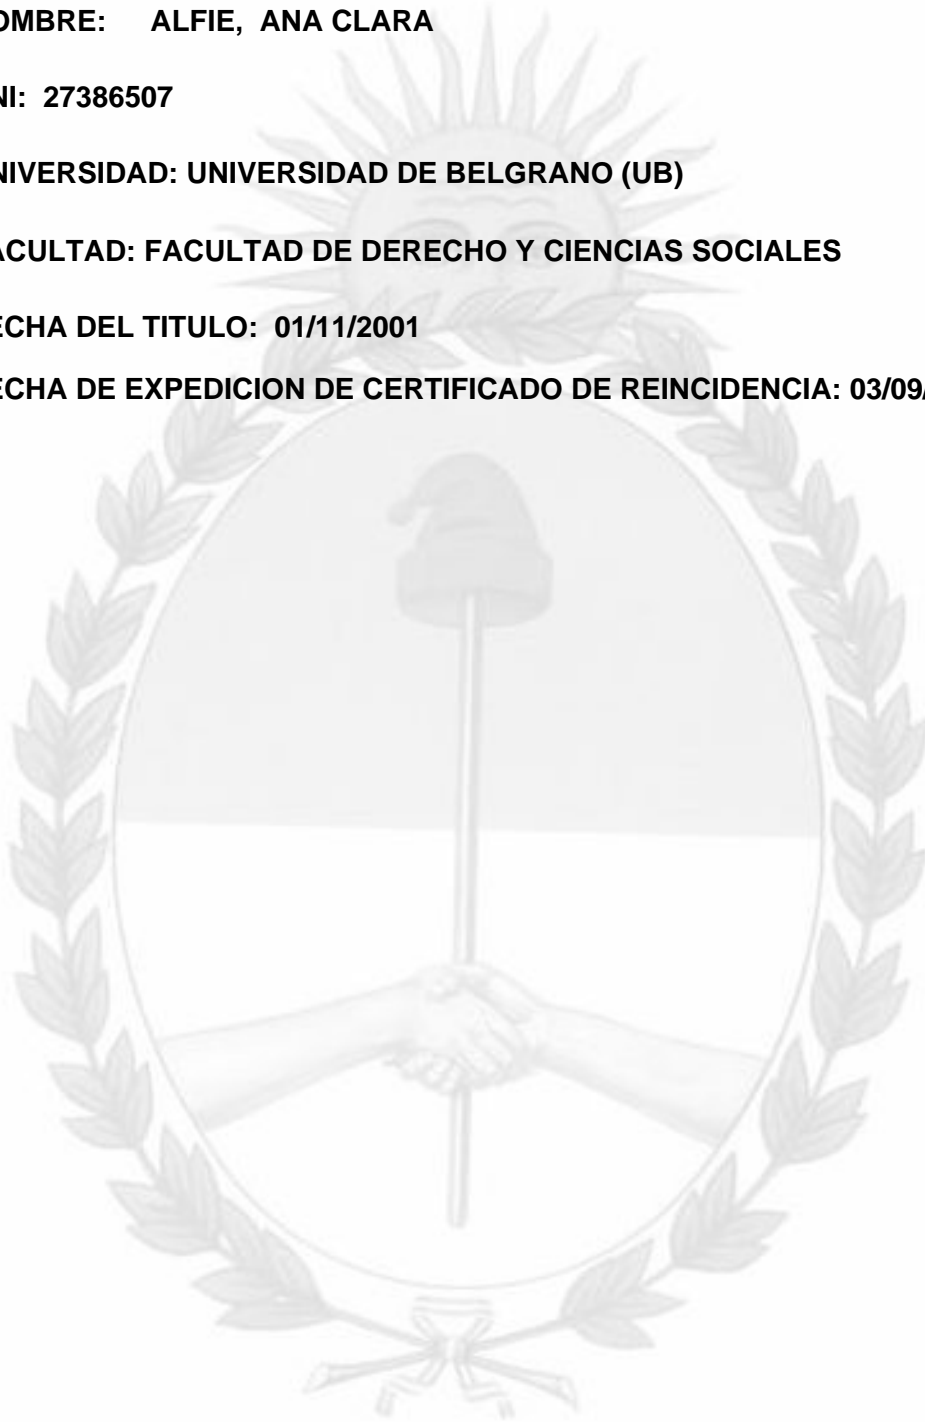 OMBRE: ALFIE, ANA CLARA
NI: 27386507
NIVERSIDAD: UNIVERSIDAD DE BELGRANO (UB)
ACULTAD: FACULTAD DE DERECHO Y CIENCIAS SOCIALES
ECHA DEL TITULO: 01/11/2001
ECHA DE EXPEDICION DE CERTIFICADO DE REINCIDENCIA: 03/09/